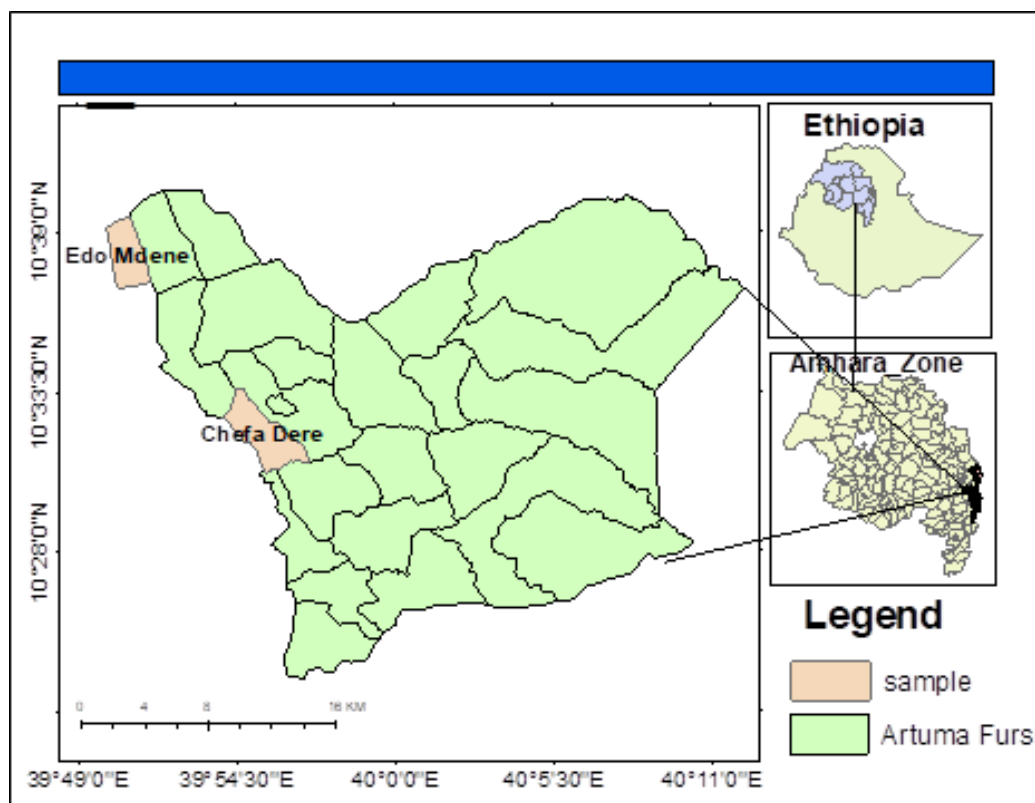 Ethiopia
10°39'0"N
Edo Mdene
10°33'30"N
Amhara_Zone
Chefa Dere
10°28'0"N
Legend
sample
Artuma Furs
0 4 8 16 KM
39°49'0"E 39°54'30"E 40°0'0"E 40°5'30"E 40°11'0"E